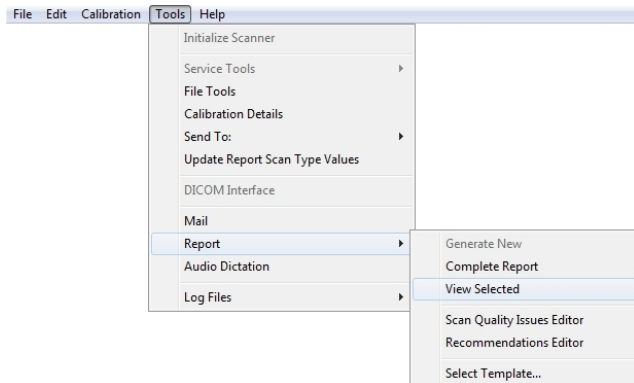 File Edit Calibration Tools Help
Initialize Scanner
Service Tools
File Tools
Calibration Details
Send To:
Update Report Scan Type Values
DICOM Interface
Mail
Report
Audio Dictation
Log Files
Generate New
Complete Report
View Selected
Scan Quality Issues Editor
Recommendations Editor
Select Template...